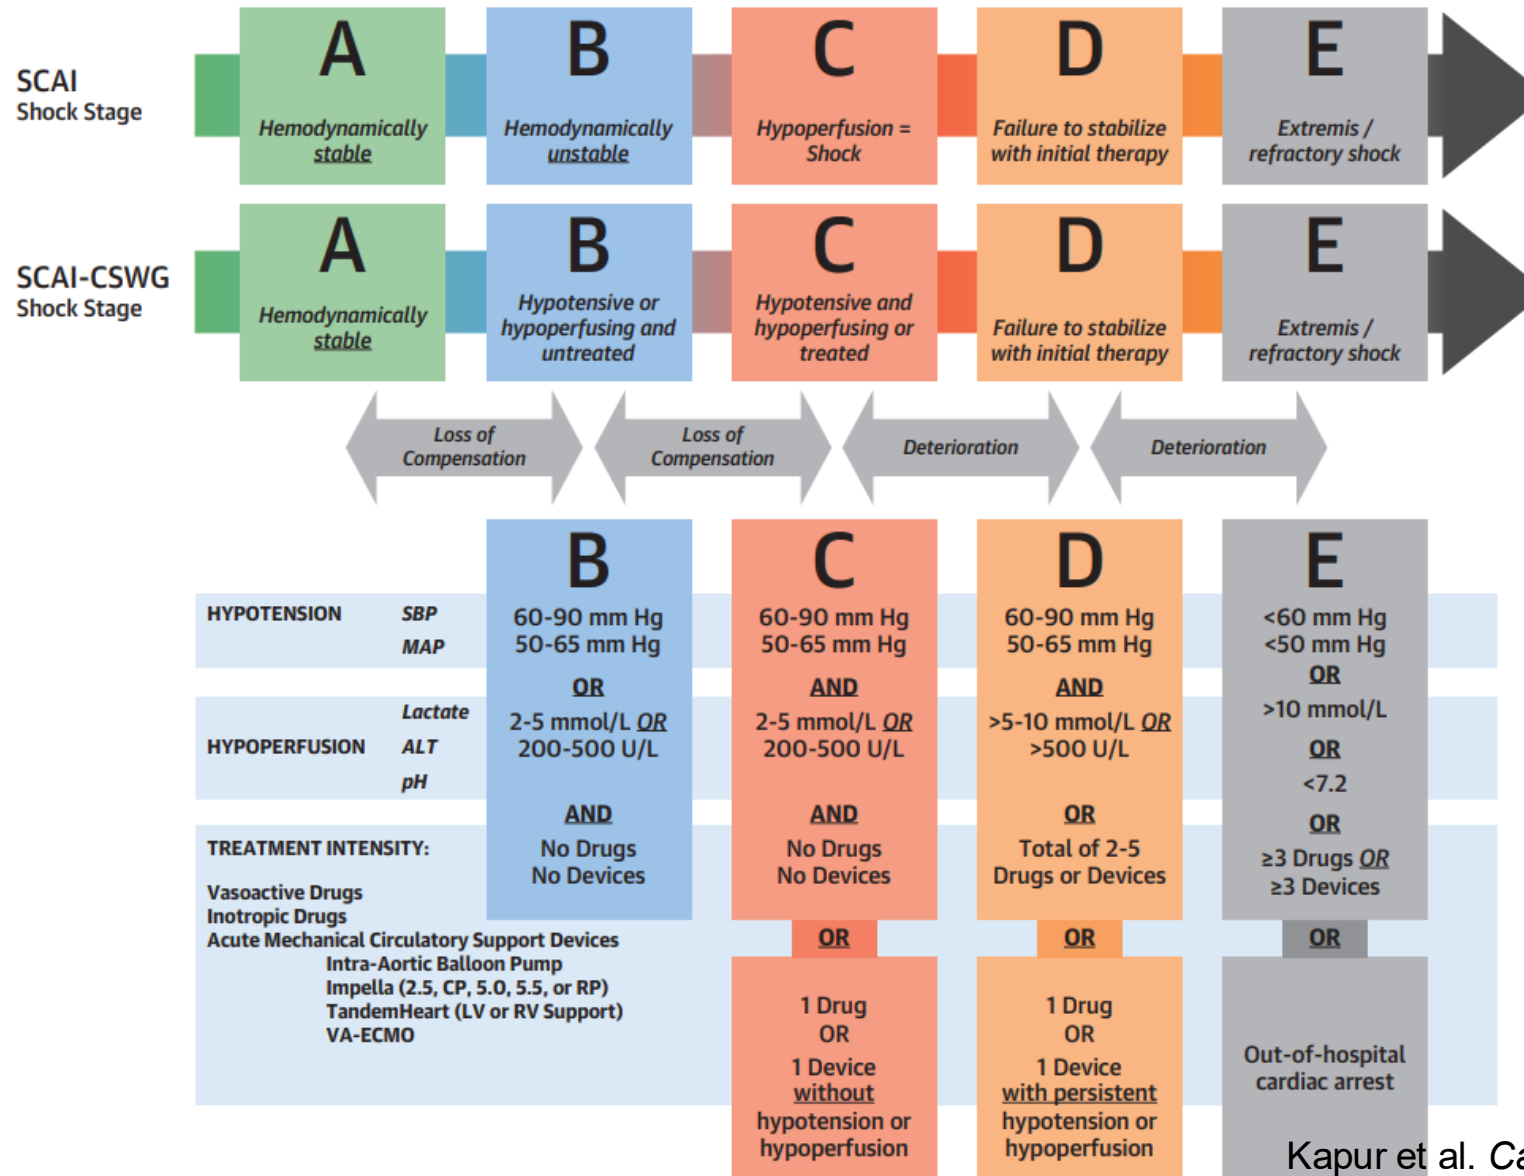 SCAI
Shock Stage
A
Hemodynamically
stable
B
Hemodynamically
unstable
C
Hypoperfusion =
Shock
D
Failure to stabilize
with initial therapy
E
Extremis /
refractory shock
SCAI-CSWG
Shock Stage
A
Hemodynamically
stable
B
Hypotensive or
hypoperfusing and
untreated
C
Hypotensive and
hypoperfusing or
treated
D
Failure to stabilize
with initial therapy
E
Extremis /
refractory shock
Loss of
Compensation
Loss of
Compensation
Deterioration
Deterioration
HYPOTENSION
SBP
MAP
HYPOPERFUSION
Lactate
ALT
pH
TREATMENT INTENSITY:
Vasoactive Drugs
Inotropic Drugs
Acute Mechanical Circulatory Support Devices
Intra-Aortic Balloon Pump
Impella (2.5, CP, 5.0, 5.5, or RP)
TandemHeart (LV or RV Support)
VA-ECMO
B
60-90 mm Hg
50-65 mm Hg
OR
2-5 mmol/L OR
200-500 U/L
AND
No Drugs
No Devices
C
60-90 mm Hg
50-65 mm Hg
AND
2-5 mmol/L OR
200-500 U/L
AND
No Drugs
No Devices
OR
1 Drug
OR
1 Device
without
hypotension or
hypoperfusion
D
60-90 mm Hg
50-65 mm Hg
AND
>5-10 mmol/L OR
>500 U/L
OR
Total of 2-5
Drugs or Devices
OR
1 Drug
OR
1 Device
with persistent
hypotension or
hypoperfusion
E
<60 mm Hg
<50 mm Hg
OR
>10 mmol/L
OR
<7.2
OR
≥3 Drugs OR
≥3 Devices
OR
Out-of-hospital
cardiac arrest
Kapur et al.